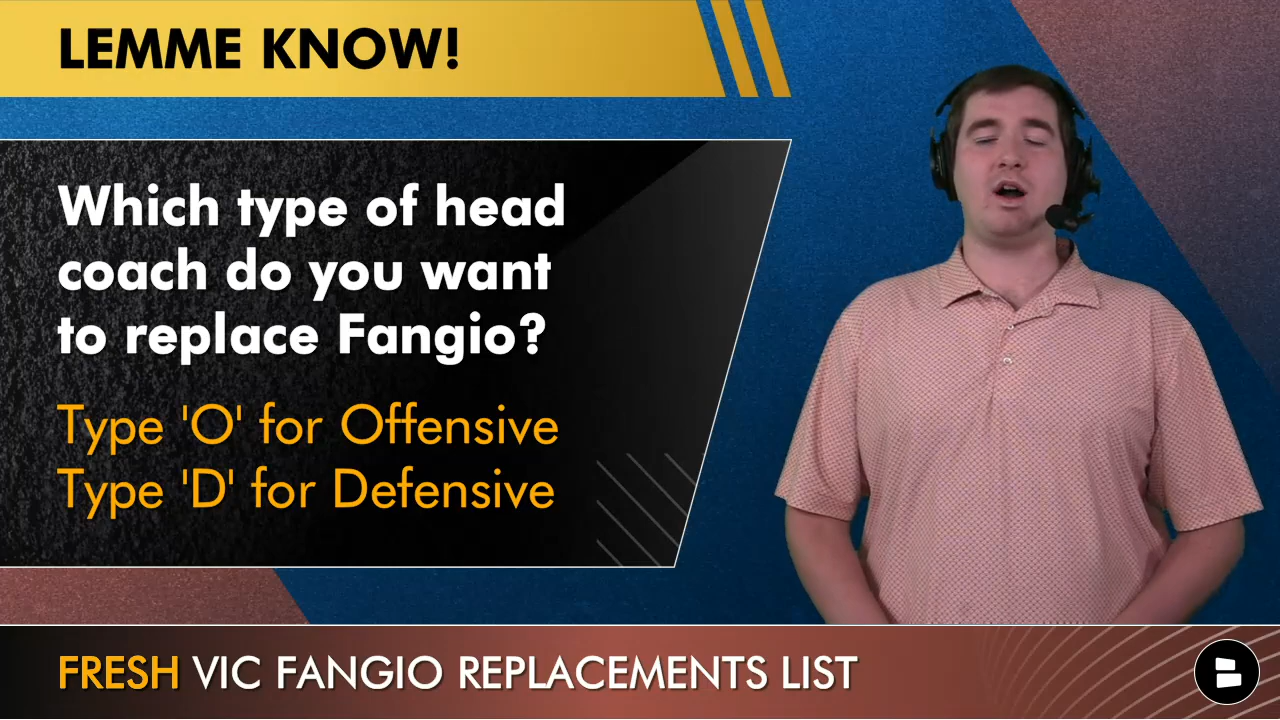 LEMME KNOW!
Which type of head
coach do you want
to replace Fangio?
Type 'O' for Offensive
Type 'D' for Defensive
FRESH VIC FANGIO REPLACEMENTS LIST